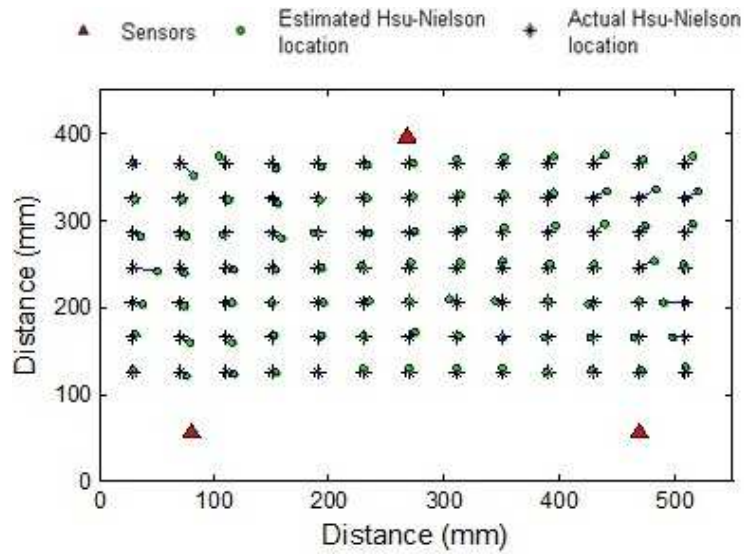 Sensors
Estimated Hsu-Nielson
location
Actual Hsu-Nielson
location
400
300
200
100
0
Distance (mm)
0 100 200 300 400 500
Distance (mm)